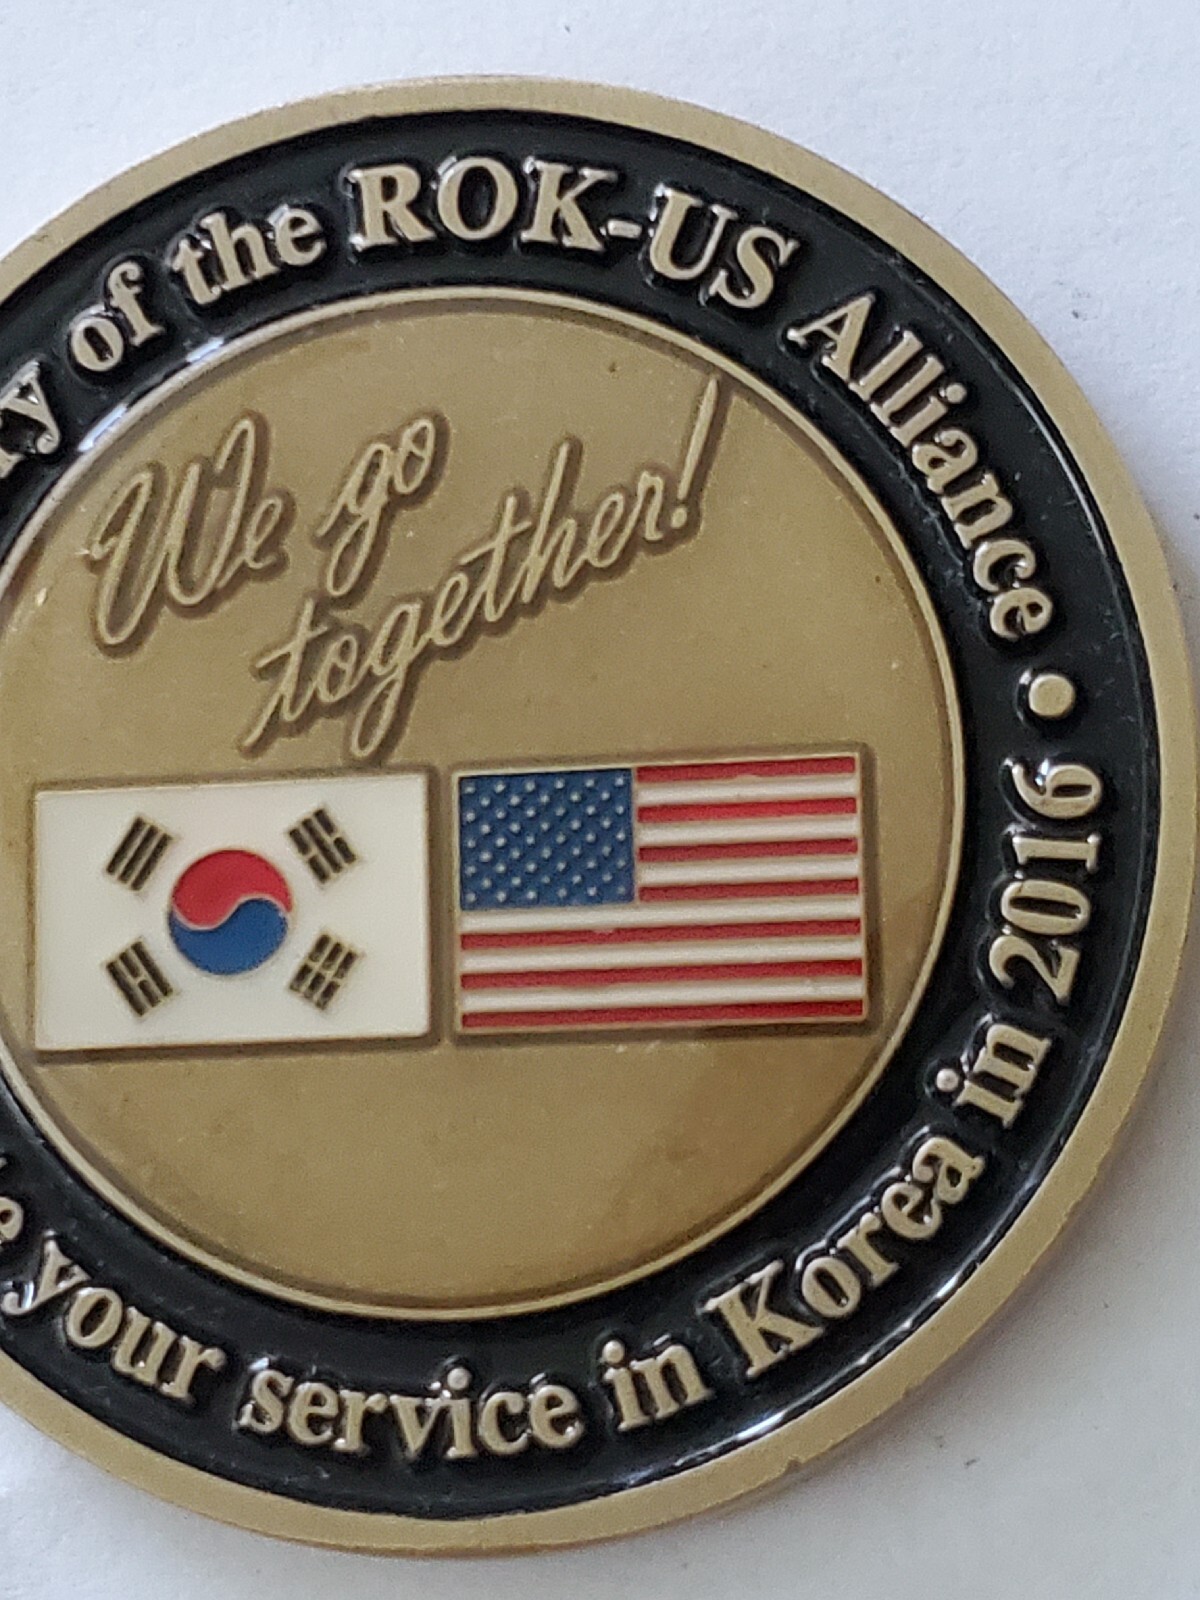 of the ROK-US Alliance •
We go
together!
your service in Korea in 2016